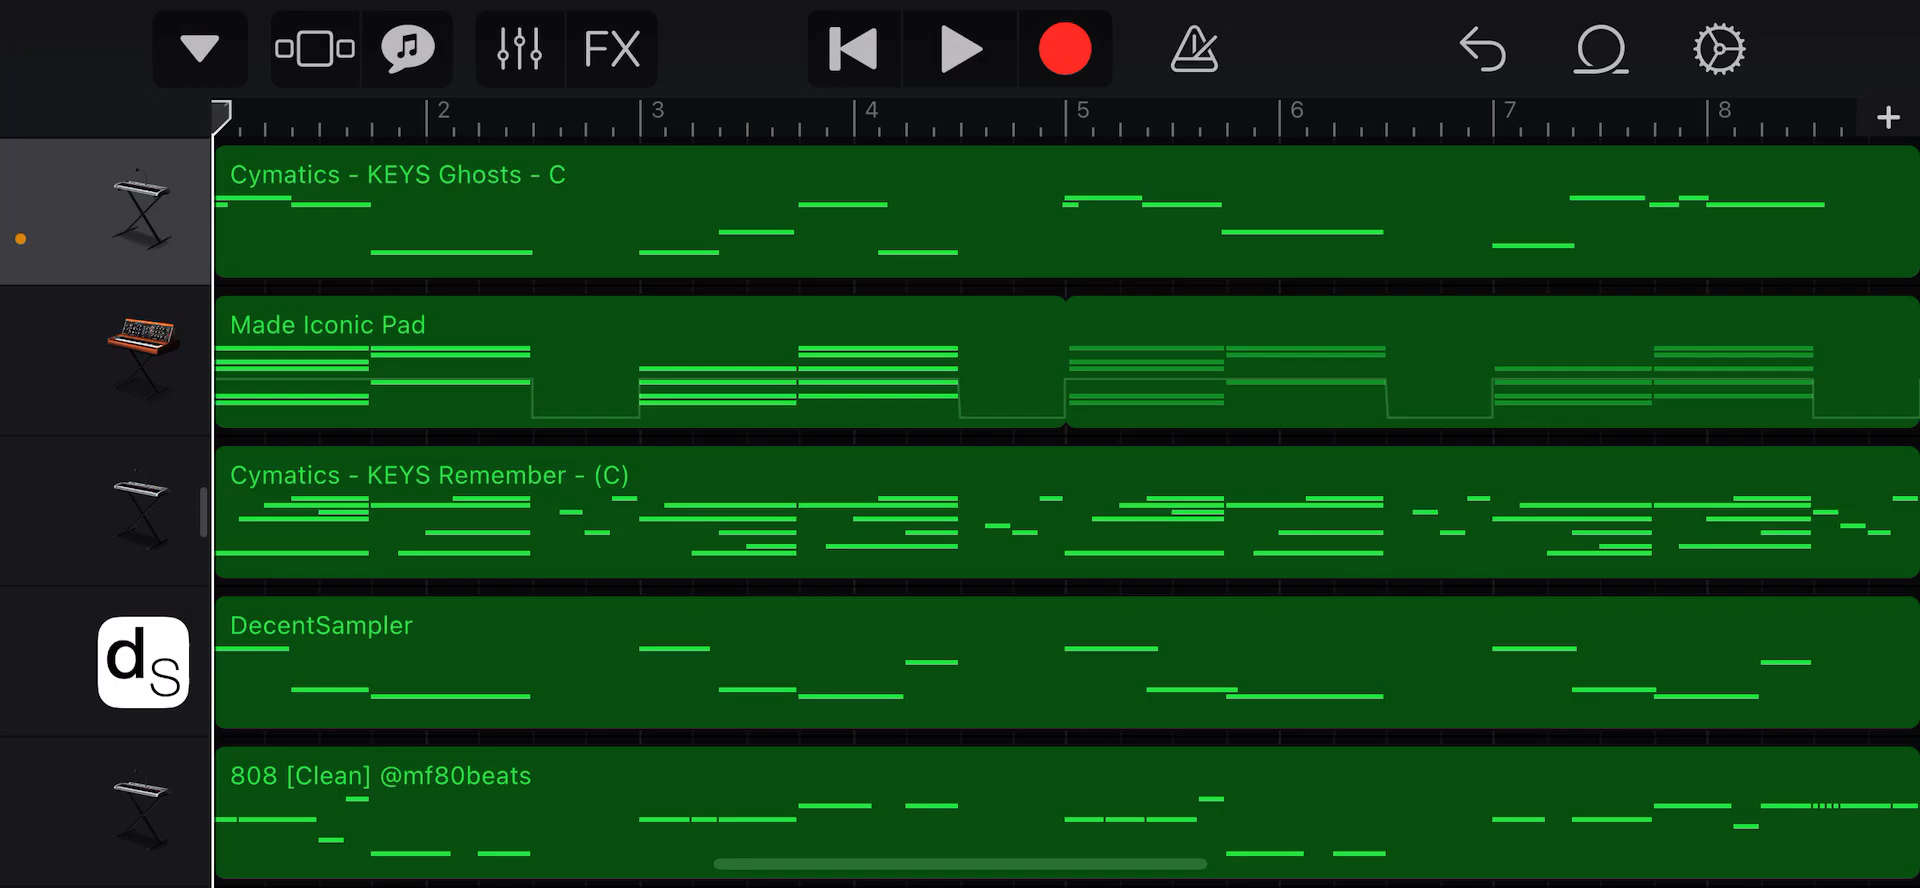 FX
2 3 4 5 6 7 8 +
Cymatics - KEYS Ghosts - C
Made Iconic Pad
Cymatics - KEYS Remember - (C)
DecentSampler
ds
808 [Clean] @mf80beats